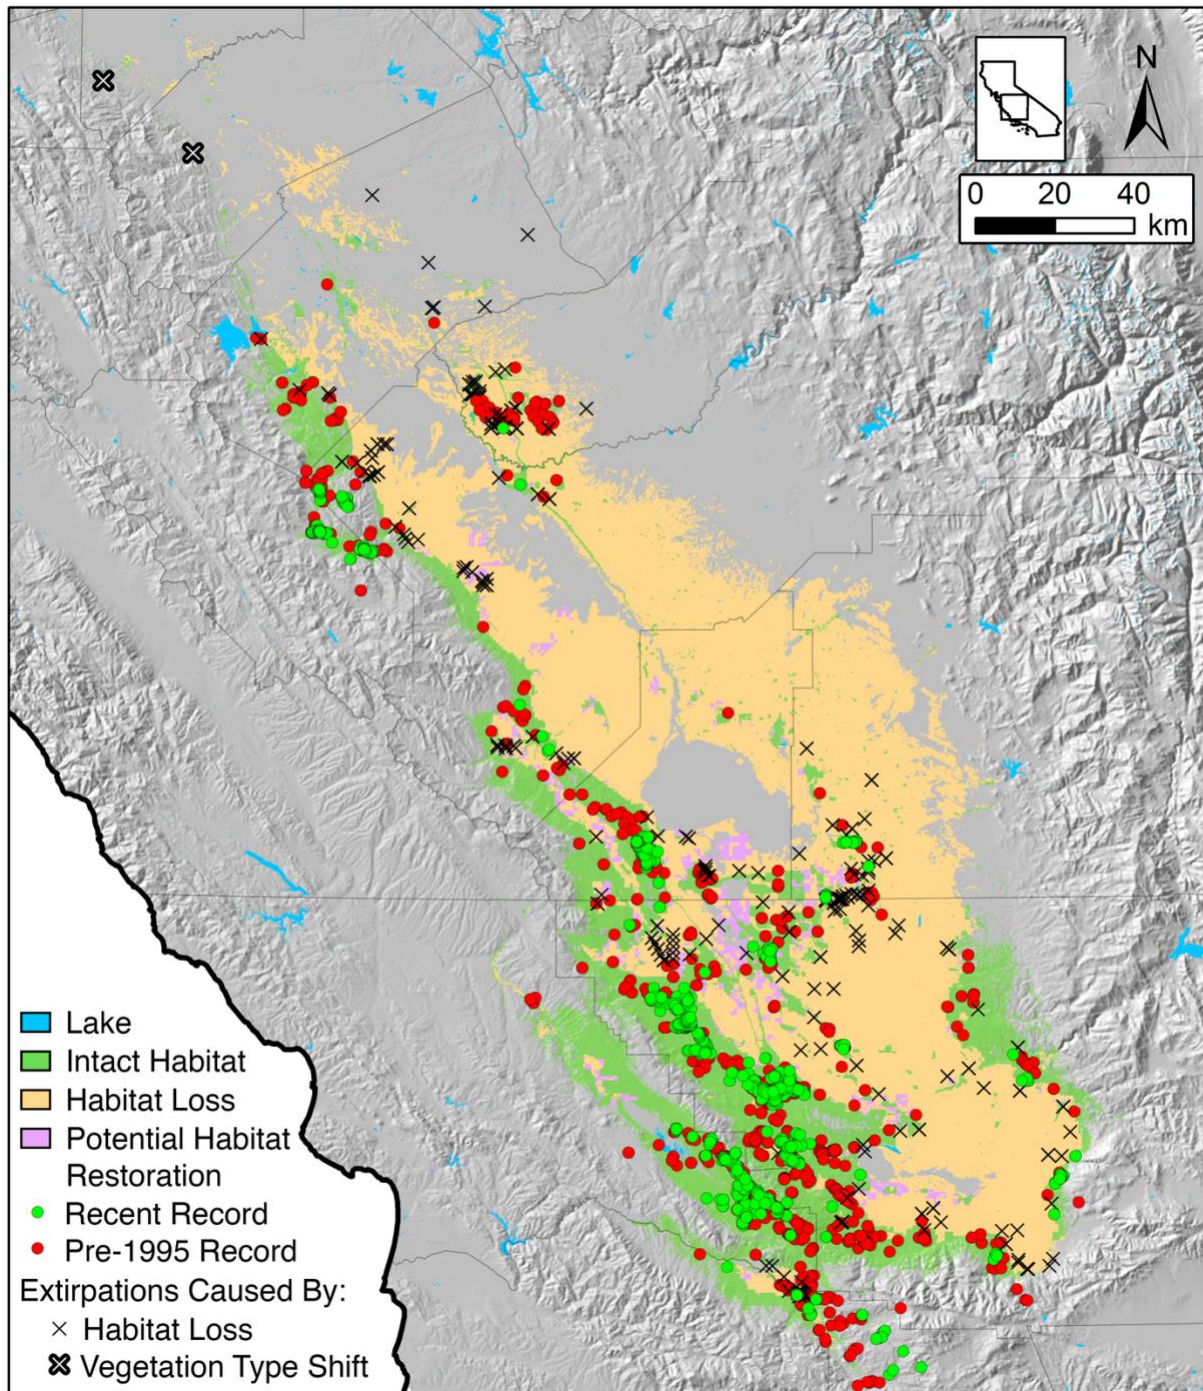 N
0 20 40
km
Lake
Intact Habitat
Habitat Loss
Potential Habitat
Restoration
Recent Record
Pre-1995 Record
Extirpations Caused By:
Habitat Loss
Vegetation Type Shift